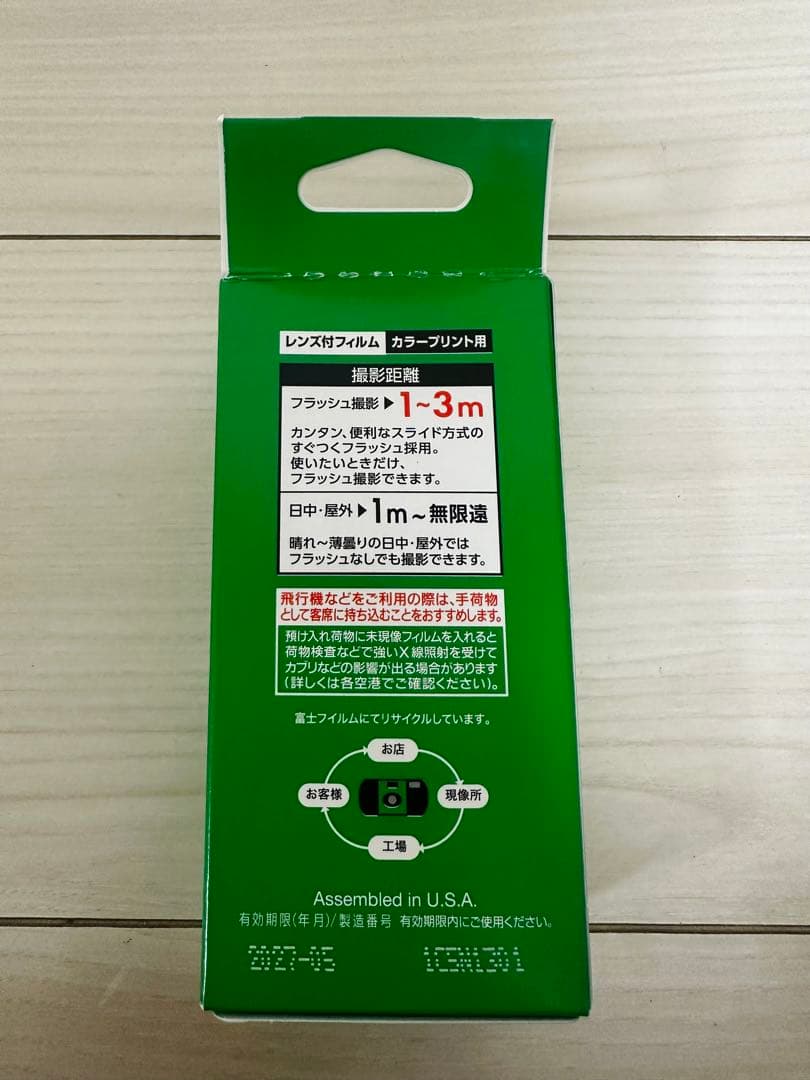 レンズ付フィルム カラープリント用
撮影距離
フラッシュ撮影▶1~3m
カンタン、便利なスライド方式の
すぐつくフラッシュ採用。
使いたいときだけ、
フラッシュ撮影できます。
日中・屋外▶1m~無限遠
晴れ~薄曇りの日中・屋外では
フラッシュなしでも撮影できます。
飛行機などをご利用の際は、手荷物
として客席に持ち込むことをおすすめします。
預け入れ荷物に未現像フィルムを入れると
荷物検査などで強いX線照射を受けて
カブリなどの影響が出る場合があります
(詳しくは各空港でご確認ください)。
富士フイルムにてリサイクルしています。
お店
お客様
現像所
工場
Assembled in U.S.A.
有効期限(年月)/製造番号 有効期限内にご使用ください。
2027-05